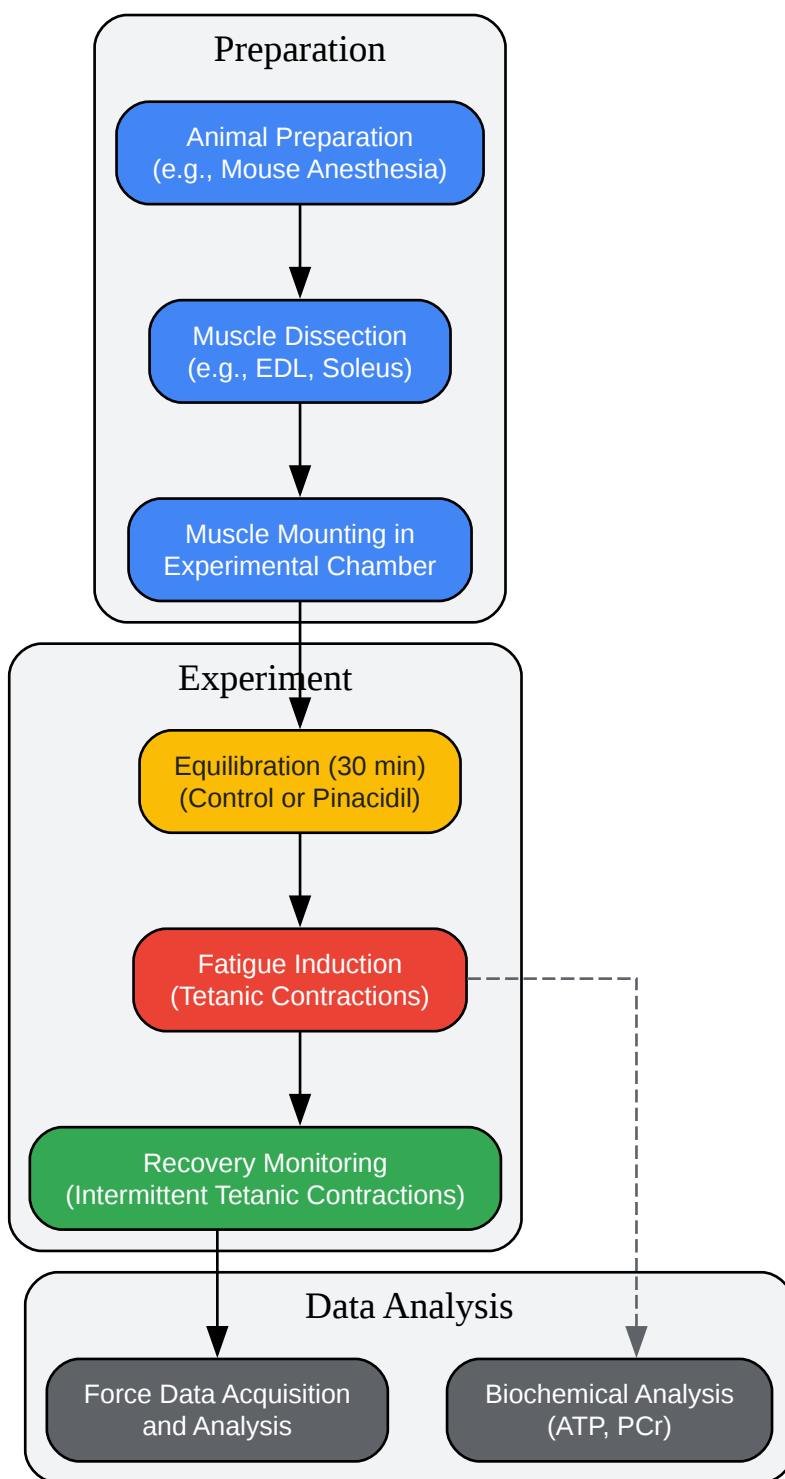 Preparation
Animal Preparation
(e.g., Mouse Anesthesia)
Muscle Dissection
(e.g., EDL, Soleus)
Muscle Mounting in
Experimental Chamber
Experiment
Equilibration (30 min)
(Control or Pinacidil)
Fatigue Induction
(Tetanic Contractions)
Recovery Monitoring
(Intermittent Tetanic Contractions)
Data Analysis
Force Data Acquisition
and Analysis
Biochemical Analysis
(ATP, PCr)